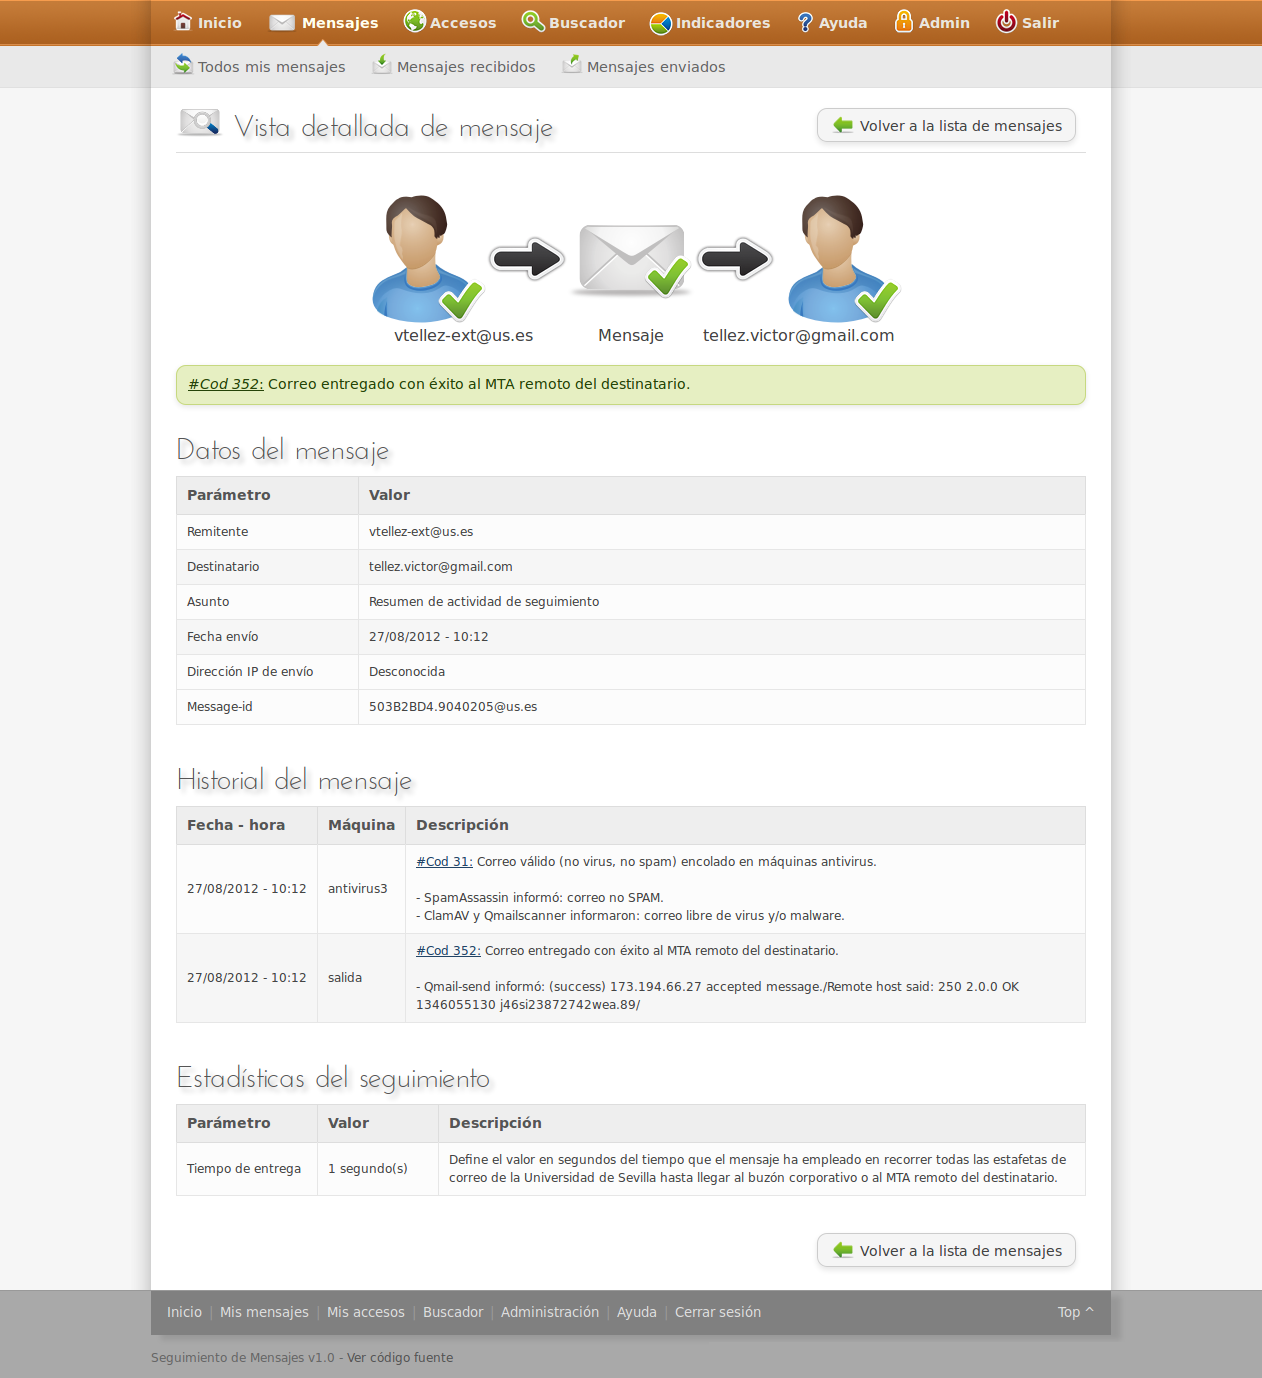 Inicio Mensajes Accesos Buscador Indicadores Ayuda Admin Salir
Todos mis mensajes Mensajes recibidos Mensajes enviados
Vista detallada de mensaje
Volver a la lista de mensajes
vtellez-ext@us.es Mensaje tellez.victor@gmail.com
#Cod 352: Correo entregado con éxito al MTA remoto del destinatario.
Datos del mensaje
Parámetro Valor
Remitente vtellez-ext@us.es
Destinatario tellez.victor@gmail.com
Asunto Resumen de actividad de seguimiento
Fecha envío 27/08/2012 - 10:12
Dirección IP de envío Desconocida
Message-id 503B2BD4.9040205@us.es
Historial del mensaje
Fecha - hora Máquina Descripción
27/08/2012 - 10:12 antivirus3 #Cod 31: Correo válido (no virus, no spam) encolado en máquinas antivirus.
- SpamAssassin informó: correo no SPAM.
- ClamAV y Qmailscanner informaron: correo libre de virus y/o malware.
27/08/2012 - 10:12 salida #Cod 352: Correo entregado con éxito al MTA remoto del destinatario.
- Qmail-send informó: (success) 173.194.66.27 accepted message./Remote host said: 250 2.0.0 OK
1346055130 j46si23872742wea.89/
Estadísticas del seguimiento
Parámetro Valor Descripción
Tiempo de entrega 1 segundo(s) Define el valor en segundos del tiempo que el mensaje ha empleado en recorrer todas las estafetas de
correo de la Universidad de Sevilla hasta llegar al buzón corporativo o al MTA remoto del destinatario.
Volver a la lista de mensajes
Inicio | Mis mensajes | Mis accesos | Buscador | Administración | Ayuda | Cerrar sesión Top ^
Seguimiento de Mensajes v1.0 - Ver código fuente